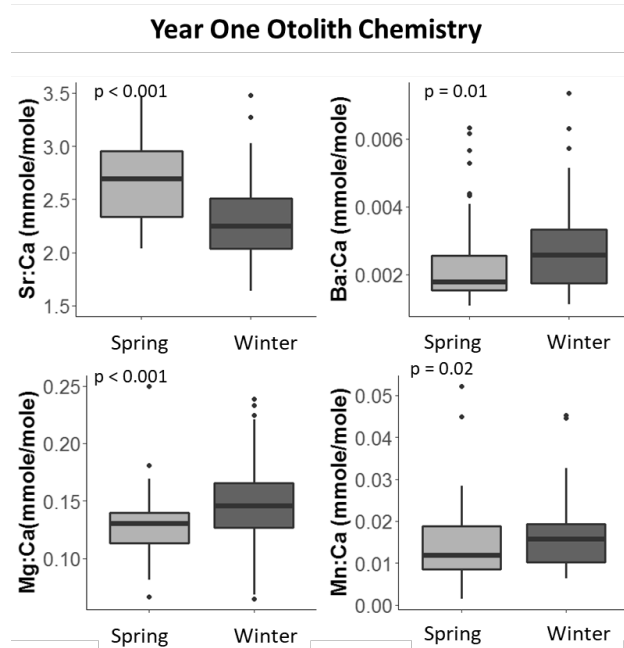 Year One Otolith Chemistry
p < 0.001
Sr:Ca (mmole/mole)
3.5
3.0
2.5
2.0
1.5
Spring Winter
p = 0.01
Ba:Ca (mmole/mole)
0.006
0.004
0.002
Spring Winter
p < 0.001
Mg:Ca(mmole/mole)
0.25
0.20
0.15
0.10
Spring Winter
p = 0.02
Mn:Ca (mmole/mole)
0.05
0.04
0.03
0.02
0.01
0.00
Spring Winter